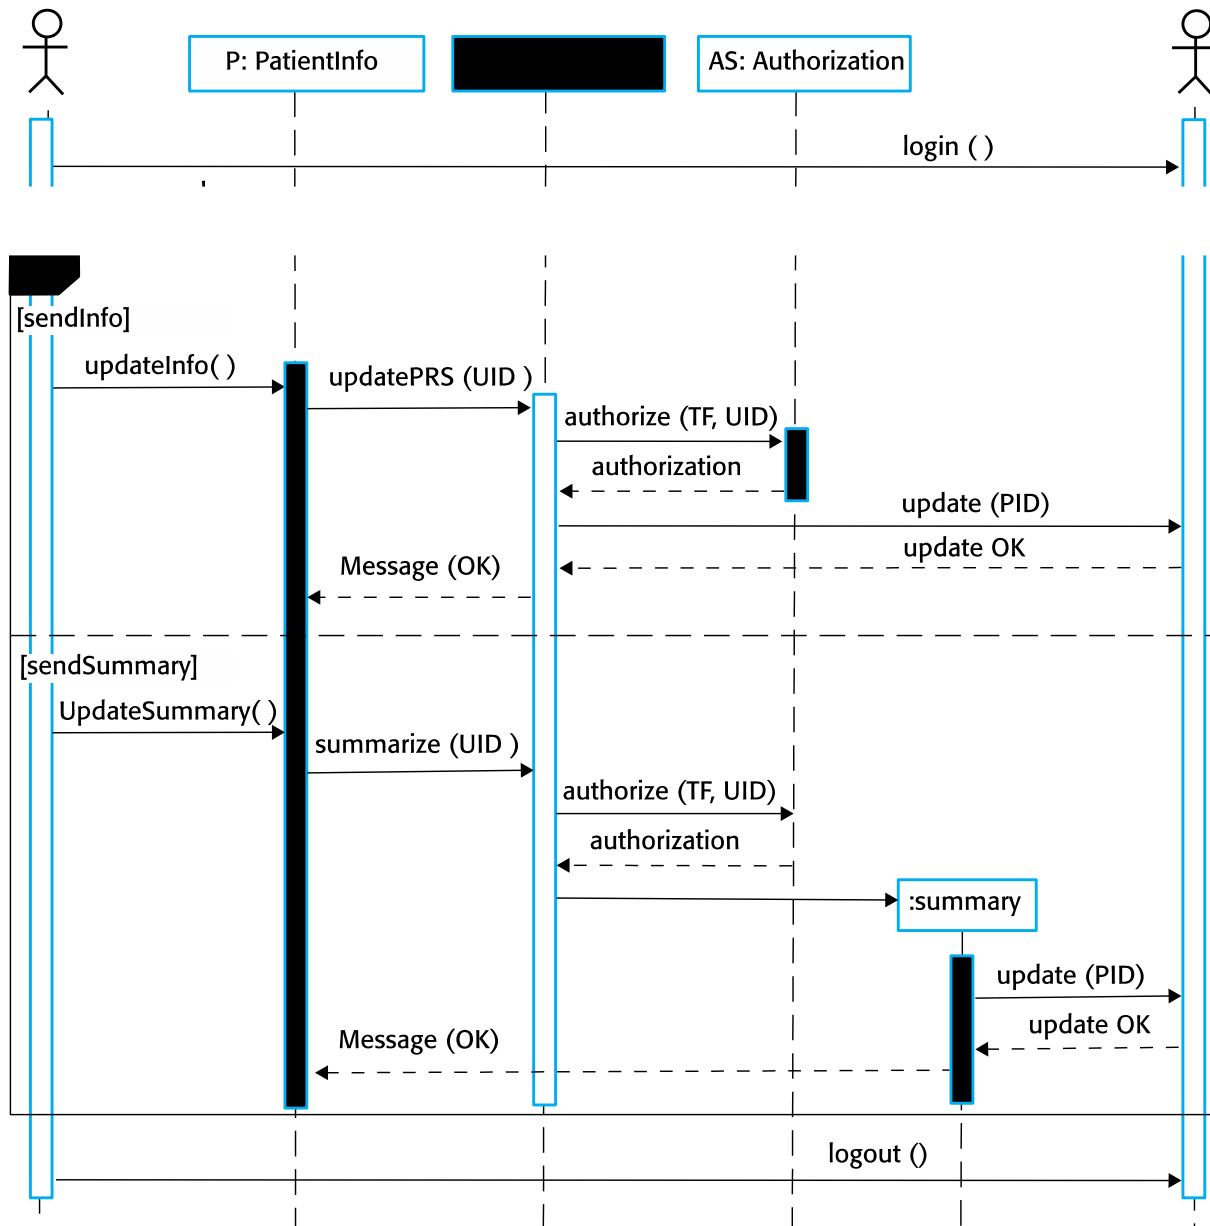 P: PatientInfo
AS: Authorization
login ( )
[sendInfo]
updateInfo( )
updatePRS (UID )
authorize (TF, UID)
authorization
update (PID)
update OK
Message (OK)
[sendSummary]
UpdateSummary( )
summarize (UID )
authorize (TF, UID)
authorization
:summary
update (PID)
update OK
Message (OK)
logout ()